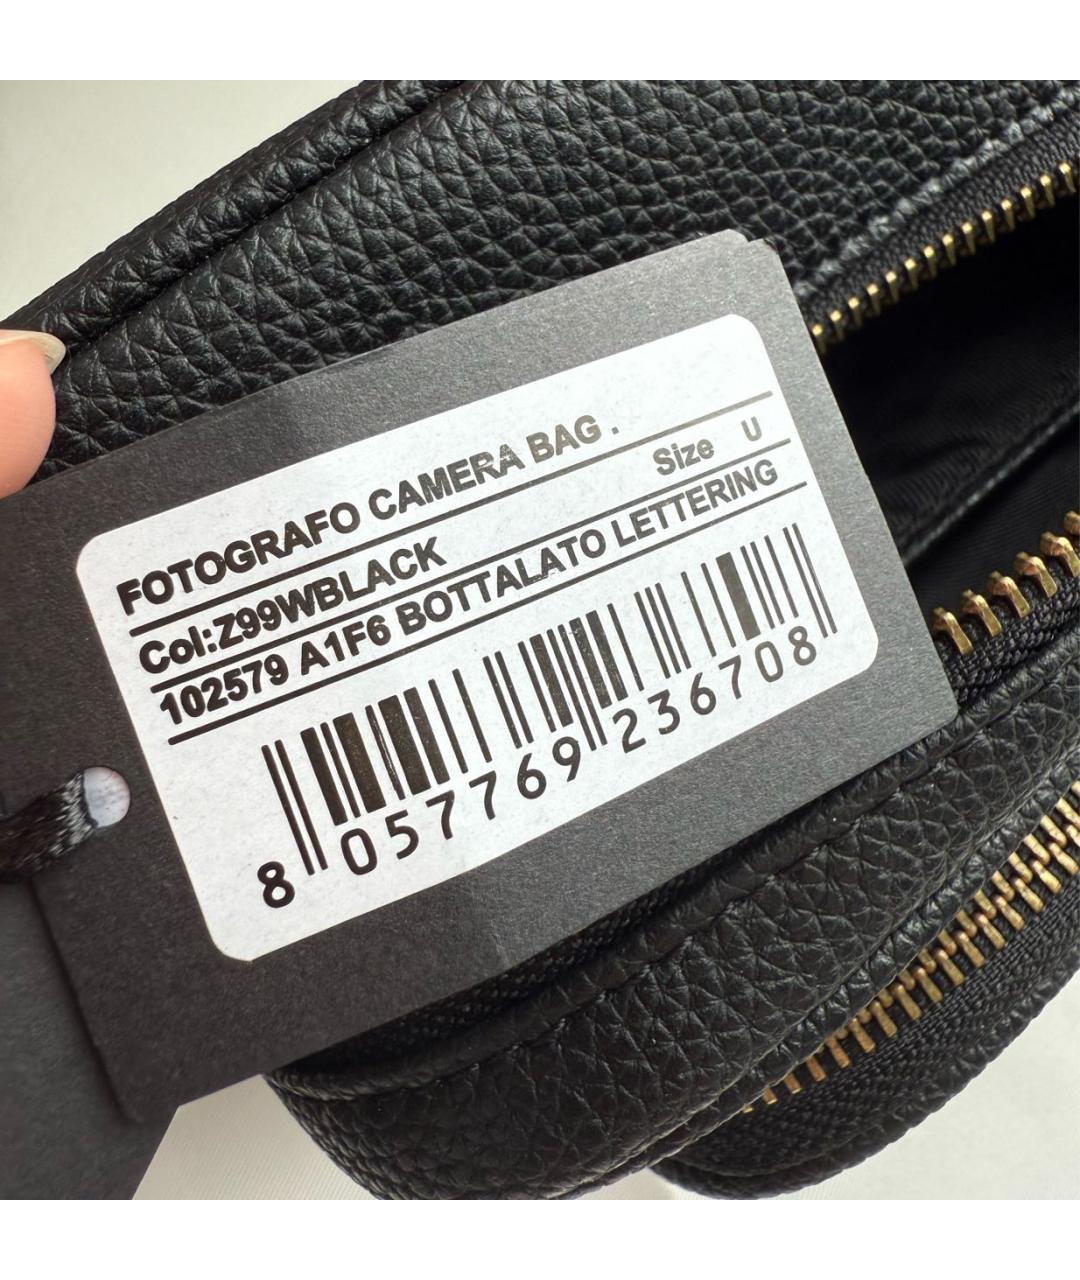 FOTOGRAFO CAMERA BAG .
Size U
Col:Z99WBLACK
102579 A1F6 BOTTALATO LETTERING
8 057769 236708